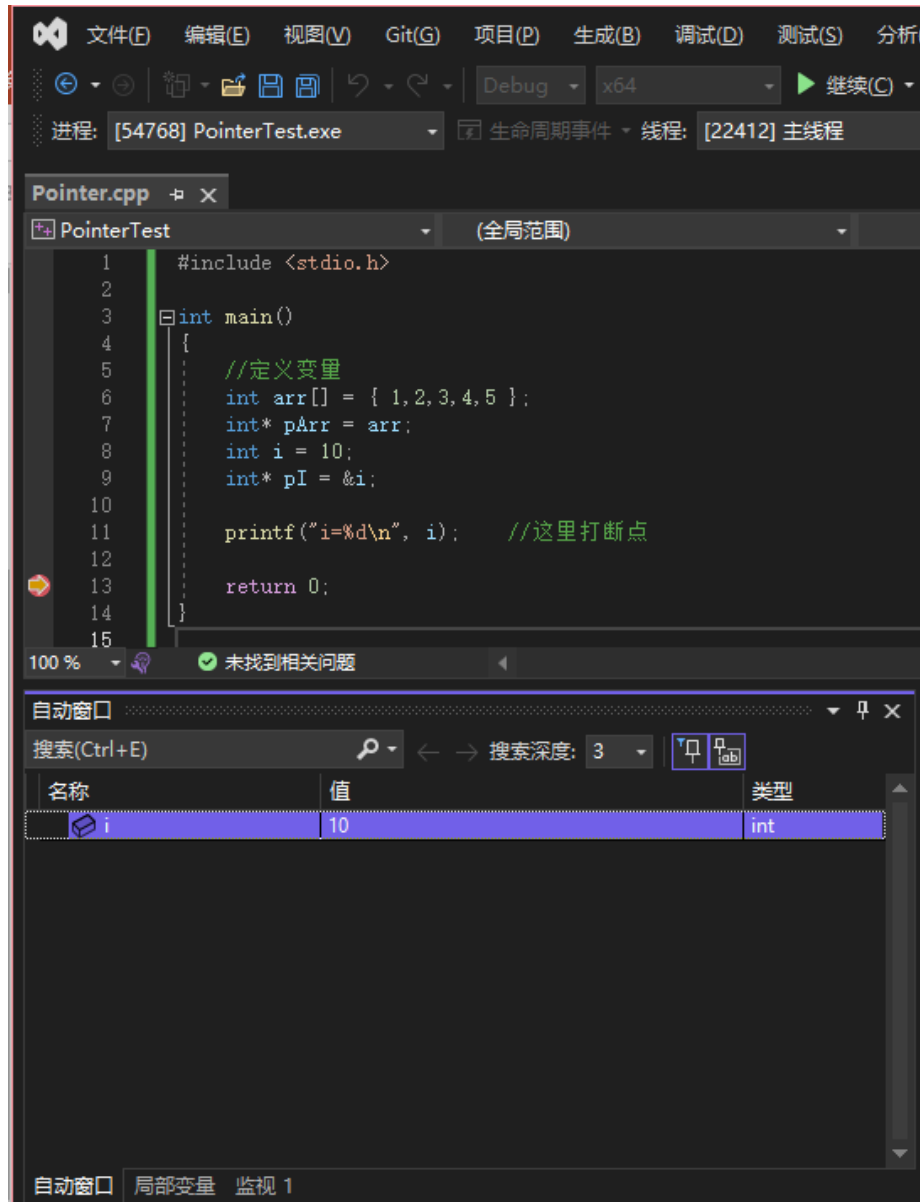 文件(F) 编辑(E) 视图(V) Git(G) 项目(P) 生成(B) 调试(D) 测试(S) 分析
Debug x64 继续(C)
进程: [54768] PointerTest.exe 生命周期事件 线程: [22412] 主线程
Pointer.cpp
PointerTest (全局范围)
1 #include <stdio.h>
2
3 int main()
4 {
5 //定义变量
6 int arr[] = { 1,2,3,4,5 };
7 int* pArr = arr;
8 int i = 10;
9 int* pI = &i;
10
11 printf("i=%d\n", i); //这里打断点
12
13 return 0;
14 }
15
100 % 未找到相关问题
自动窗口
搜索(Ctrl+E) 搜索深度: 3
名称 值 类型
i 10 int
自动窗口 局部变量 监视 1